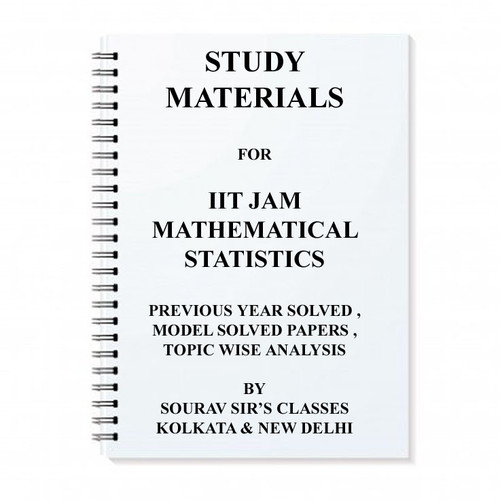 STUDY
MATERIALS
FOR
IIT JAM
MATHEMATICAL
STATISTICS
PREVIOUS YEAR SOLVED ,
MODEL SOLVED PAPERS ,
TOPIC WISE ANALYSIS
BY
SOURAV SIR'S CLASSES
KOLKATA & NEW DELHI